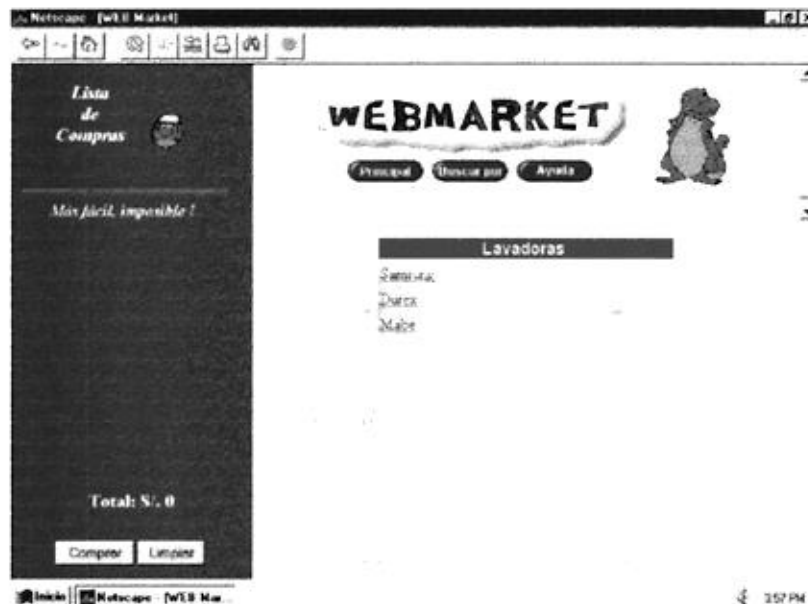 Netscape - [WEB Market]
Lista
de
Compras
Más fácil, imposible !
Total: S/. 0
Comprar Limpiar
WEBMARKET
Principal Buscar por Ayuda
Lavadoras
Samsung
Durex
Mabe
Inicio Netscape - [WEB Mar...
3:57 PM